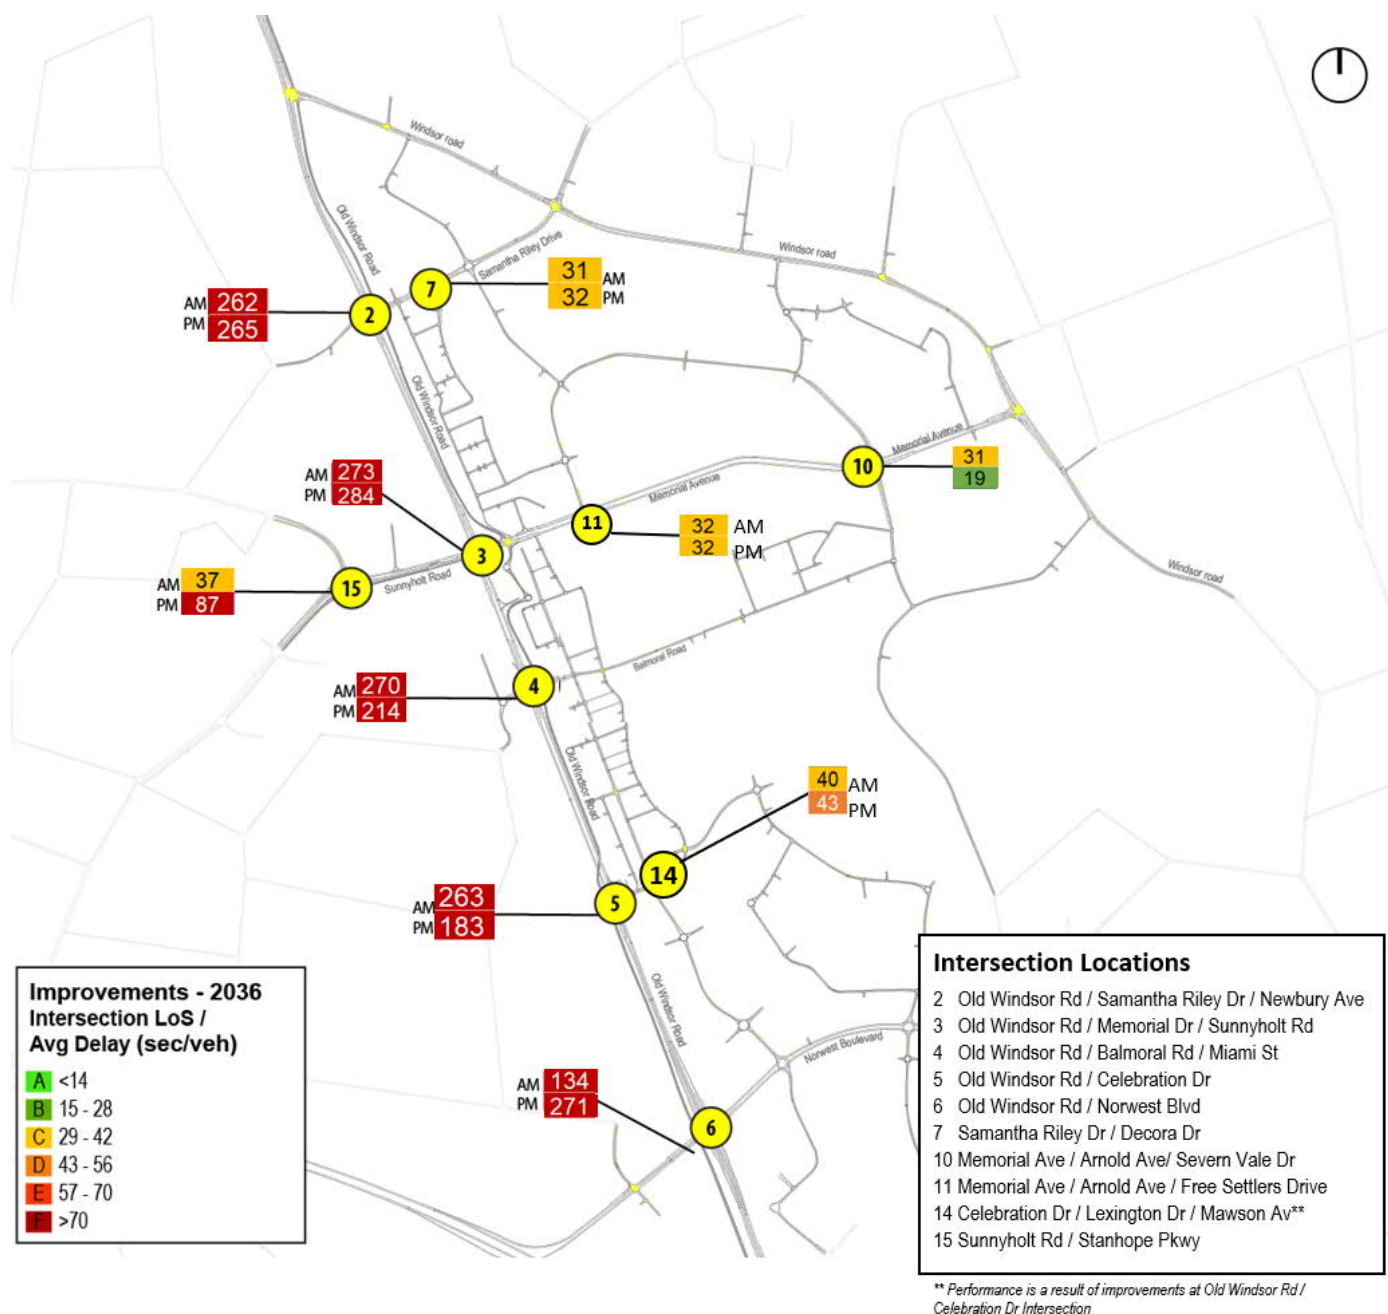 Windsor road
Old Windsor Road
Samantha Riley Drive
Windsor road
7
31 AM
32 PM
AM 262
PM 265
2
Old Windsor Road
Memorial Avenue
10
31
19
AM 273
PM 284
Memorial Avenue
11
32 AM
32 PM
3
Windsor road
AM 37
PM 87
15
Sunnyholt Road
Balmoral Road
4
AM 270
PM 214
Old Windsor Road
40 AM
43 PM
14
5
AM 263
PM 183
Old Windsor Road
Norwest Boulevard
AM 134
PM 271
6
Improvements - 2036
Intersection LoS /
Avg Delay (sec/veh)
A <14
B 15 - 28
C 29 - 42
D 43 - 56
E 57 - 70
F >70
Intersection Locations
2 Old Windsor Rd / Samantha Riley Dr / Newbury Ave
3 Old Windsor Rd / Memorial Dr / Sunnyholt Rd
4 Old Windsor Rd / Balmoral Rd / Miami St
5 Old Windsor Rd / Celebration Dr
6 Old Windsor Rd / Norwest Blvd
7 Samantha Riley Dr / Decora Dr
10 Memorial Ave / Arnold Ave/ Severn Vale Dr
11 Memorial Ave / Arnold Ave / Free Settlers Drive
14 Celebration Dr / Lexington Dr / Mawson Av**
15 Sunnyholt Rd / Stanhope Pkwy
** Performance is a result of improvements at Old Windsor Rd /
Celebration Dr Intersection